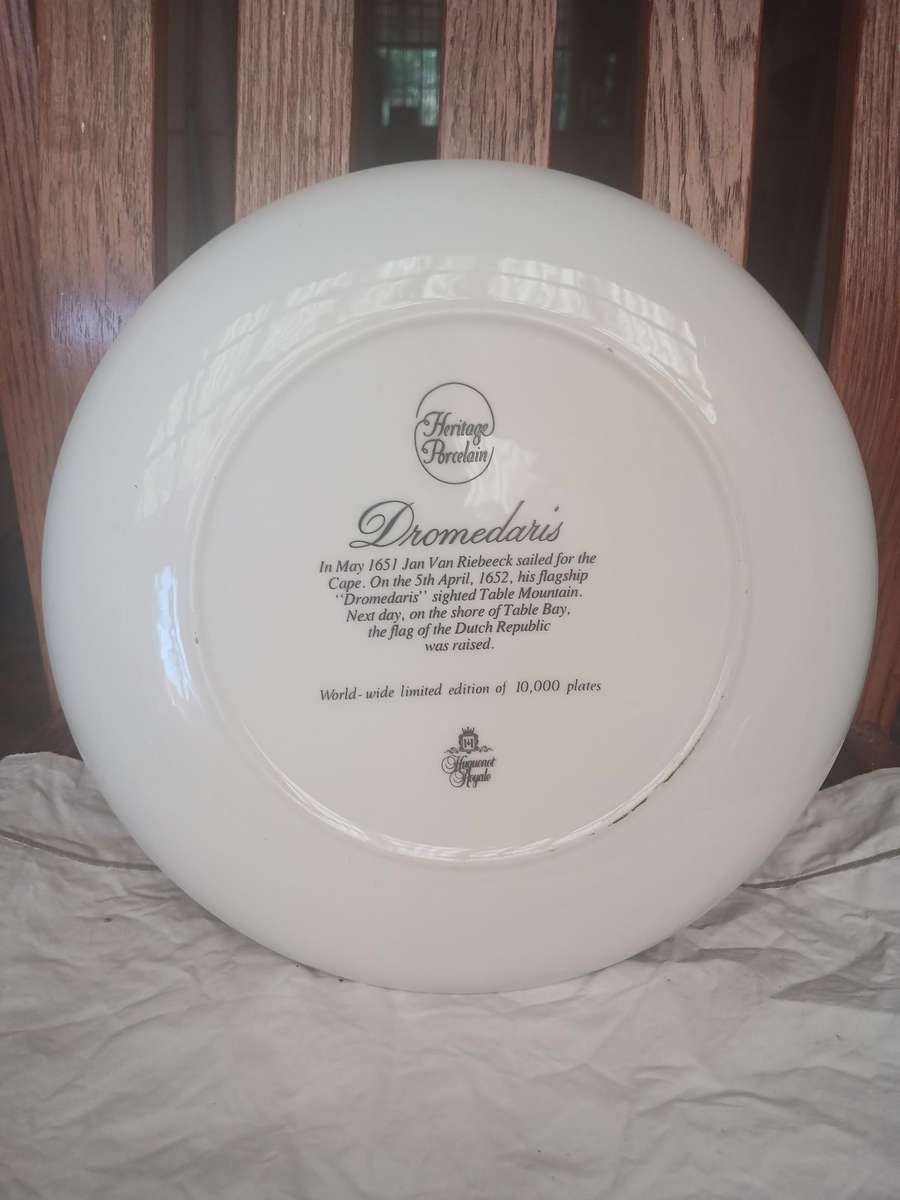 Heritage
Porcelain
Dromedaris
In May 1651 Jan Van Riebeeck sailed for the
Cape. On the 5th April, 1652, his flagship
‘‘Dromedaris’’ sighted Table Mountain.
Next day, on the shore of Table Bay,
the flag of the Dutch Republic
was raised.
World-wide limited edition of 10,000 plates
Huguenot
Royale